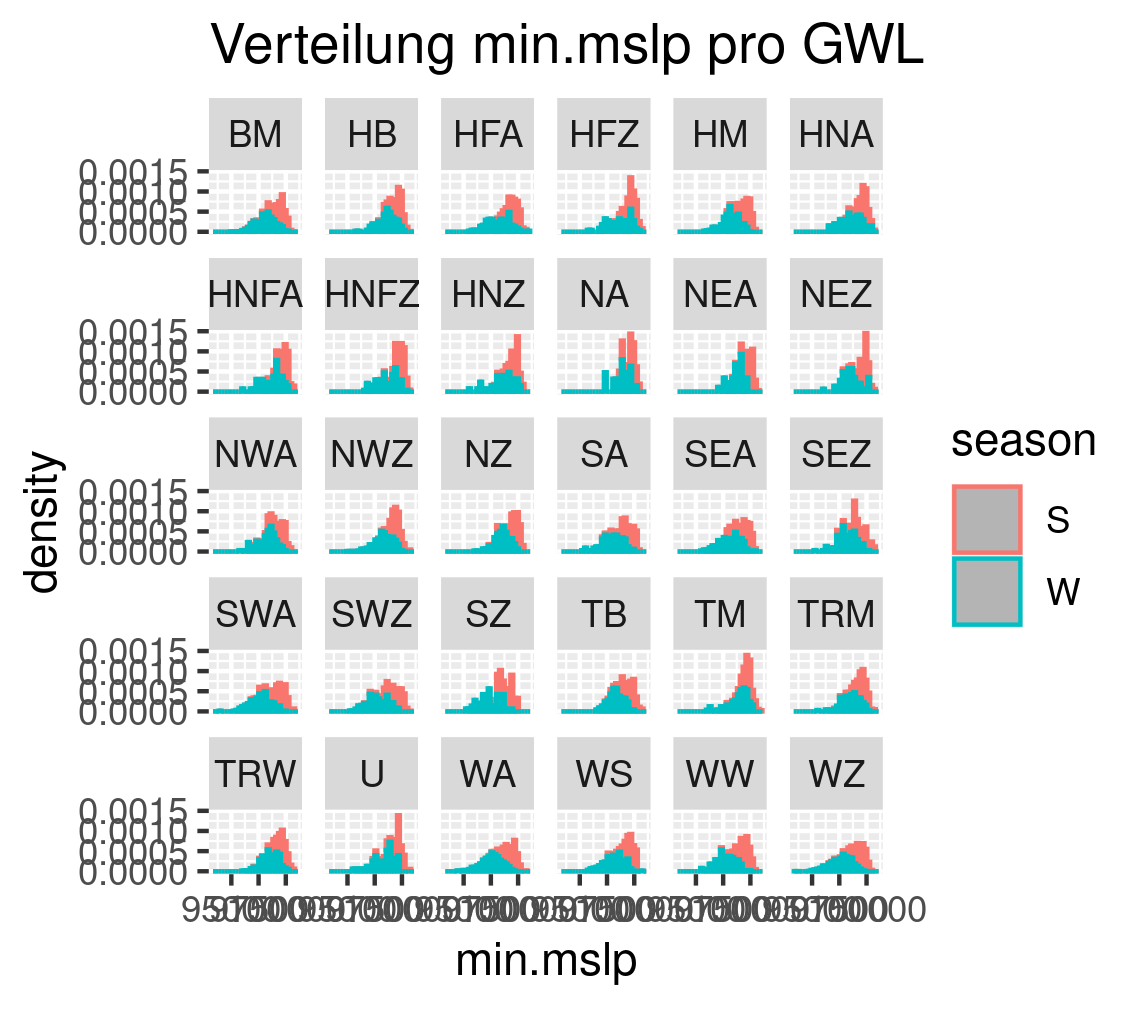 Verteilung min.mslp pro GWL
BM HB HFA HFZ HM HNA
0.0015
0.0010
0.0005
0.0000
HNFA HNFZ HNZ NA NEA NEZ
0.0015
0.0010
0.0005
0.0000
NWA NWZ NZ SA SEA SEZ
0.0015
0.0010
0.0005
0.0000
SWA SWZ SZ TB TM TRM
0.0015
0.0010
0.0005
0.0000
TRW U WA WS WW WZ
0.0015
0.0010
0.0005
0.0000
density
min.mslp
season
S
W